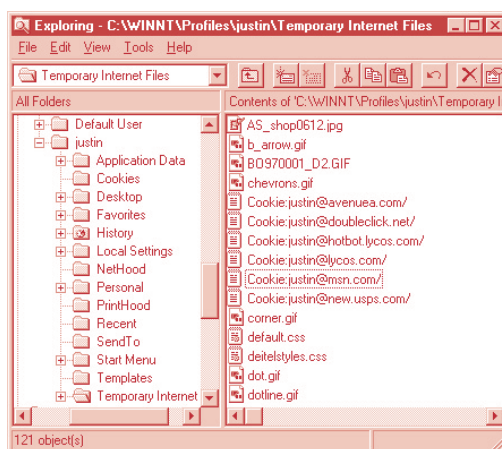 Exploring - C:\WINNT\Profiles\justin\Temporary Internet Files
File Edit View Tools Help
Temporary Internet Files
All Folders
Contents of 'C:\WINNT\Profiles\justin\Temporary I
Default User
justin
Application Data
Cookies
Desktop
Favorites
History
Local Settings
NetHood
Personal
PrintHood
Recent
SendTo
Start Menu
Templates
Temporary Internet
AS_shop0612.jpg
b_arrow.gif
BO970001_D2.GIF
chevrons.gif
Cookie:justin@avenuea.com/
Cookie:justin@doubleclick.net/
Cookie:justin@hotbot.lycos.com/
Cookie:justin@lycos.com/
Cookie:justin@msn.com/
Cookie:justin@new.usps.com/
corner.gif
default.css
deitelstyles.css
dot.gif
dotline.gif
121 object(s)